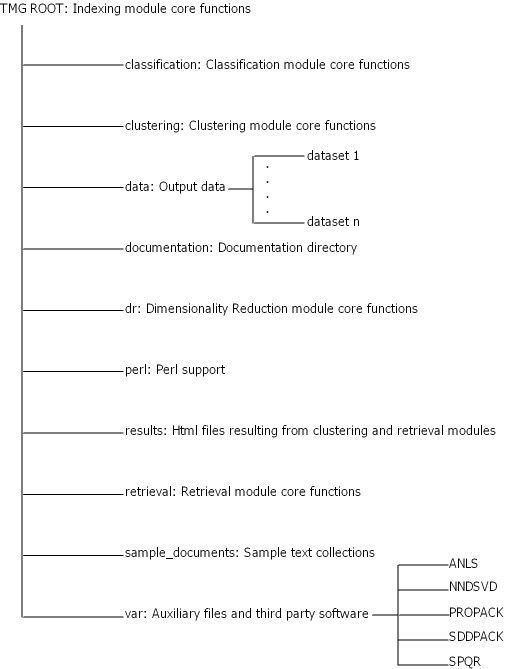 TMG ROOT: Indexing module core functions
classification: Classification module core functions
clustering: Clustering module core functions
dataset 1
data: Output data
dataset n
documentation: Documentation directory
dr: Dimensionality Reduction module core functions
perl: Perl support
results: Html files resulting from clustering and retrieval modules
retrieval: Retrieval module core functions
sample_documents: Sample text collections
ANLS
NNDSVD
var: Auxiliary files and third party software
PROPACK
SDDPACK
SPQR